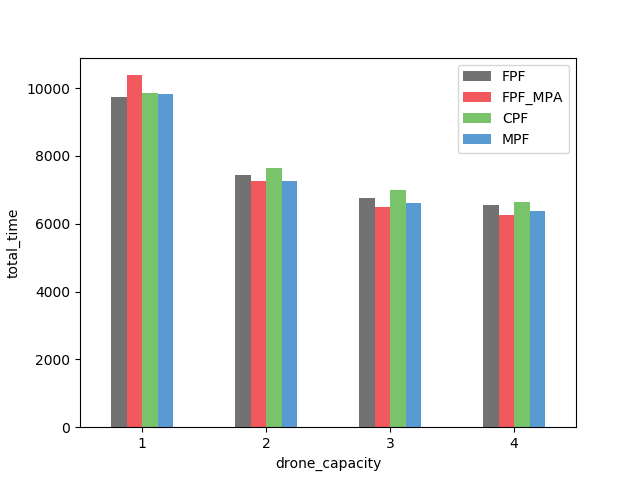 FPF
FPF_MPA
CPF
MPF
10000
8000
6000
4000
2000
0
total_time
1 2 3 4
drone_capacity